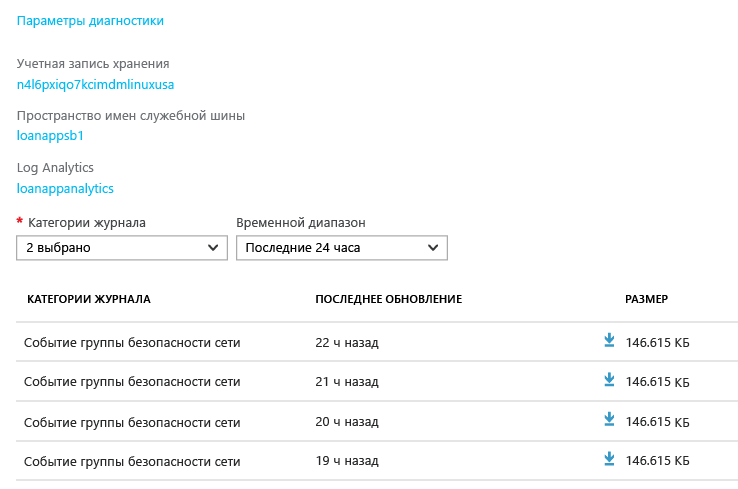 Параметры диагностики
Учетная запись хранения
n4l6pxiqo7kcimdmlinuxusa
Пространство имен служебной шины
loanappsb1
Log Analytics
loanappanalytics
* Категории журнала Временной диапазон
2 выбрано Последние 24 часа
КАТЕГОРИИ ЖУРНАЛА ПОСЛЕДНЕЕ ОБНОВЛЕНИЕ РАЗМЕР
Событие группы безопасности сети 22 ч назад 146.615 КБ
Событие группы безопасности сети 21 ч назад 146.615 КБ
Событие группы безопасности сети 20 ч назад 146.615 КБ
Событие группы безопасности сети 19 ч назад 146.615 КБ